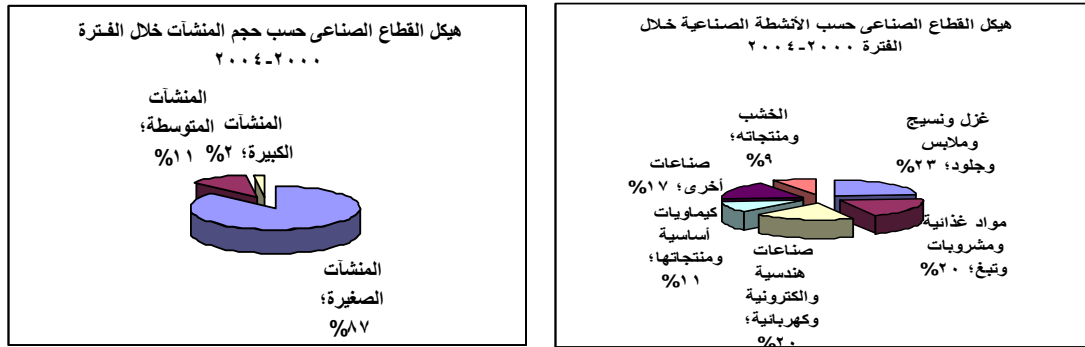 هيكل القطاع الصناعى حسب حجم المنشآت خلال الفترة
٢٠٠٠-٢٠٠٤
المنشآت
المتوسطة؛
١١%
المنشآت
الكبيرة؛ ٢%
المنشآت
الصغيرة؛
٨٧%
هيكل القطاع الصناعى حسب الأنشطة الصناعية خلال
الفترة ٢٠٠٠-٢٠٠٤
غزل ونسيج
وملابس
وجلود؛ ٢٣%
مواد غذائية
ومشروبات
وتبغ؛ ٢٠%
صناعات
هندسية
والكترونية
وكهربائية؛
٢٠%
كيماويات
أساسية
ومنتجاتها؛
١١%
صناعات
أخرى؛ ١٧%
الخشب
ومنتجاته؛
٩%